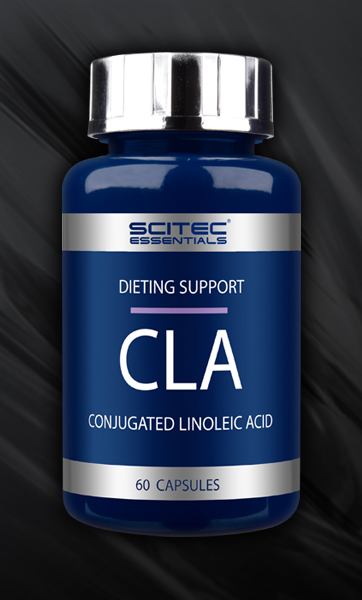 SCITEC®
ESSENTIALS
DIETING SUPPORT
CLA
CONJUGATED LINOLEIC ACID
60 CAPSULES